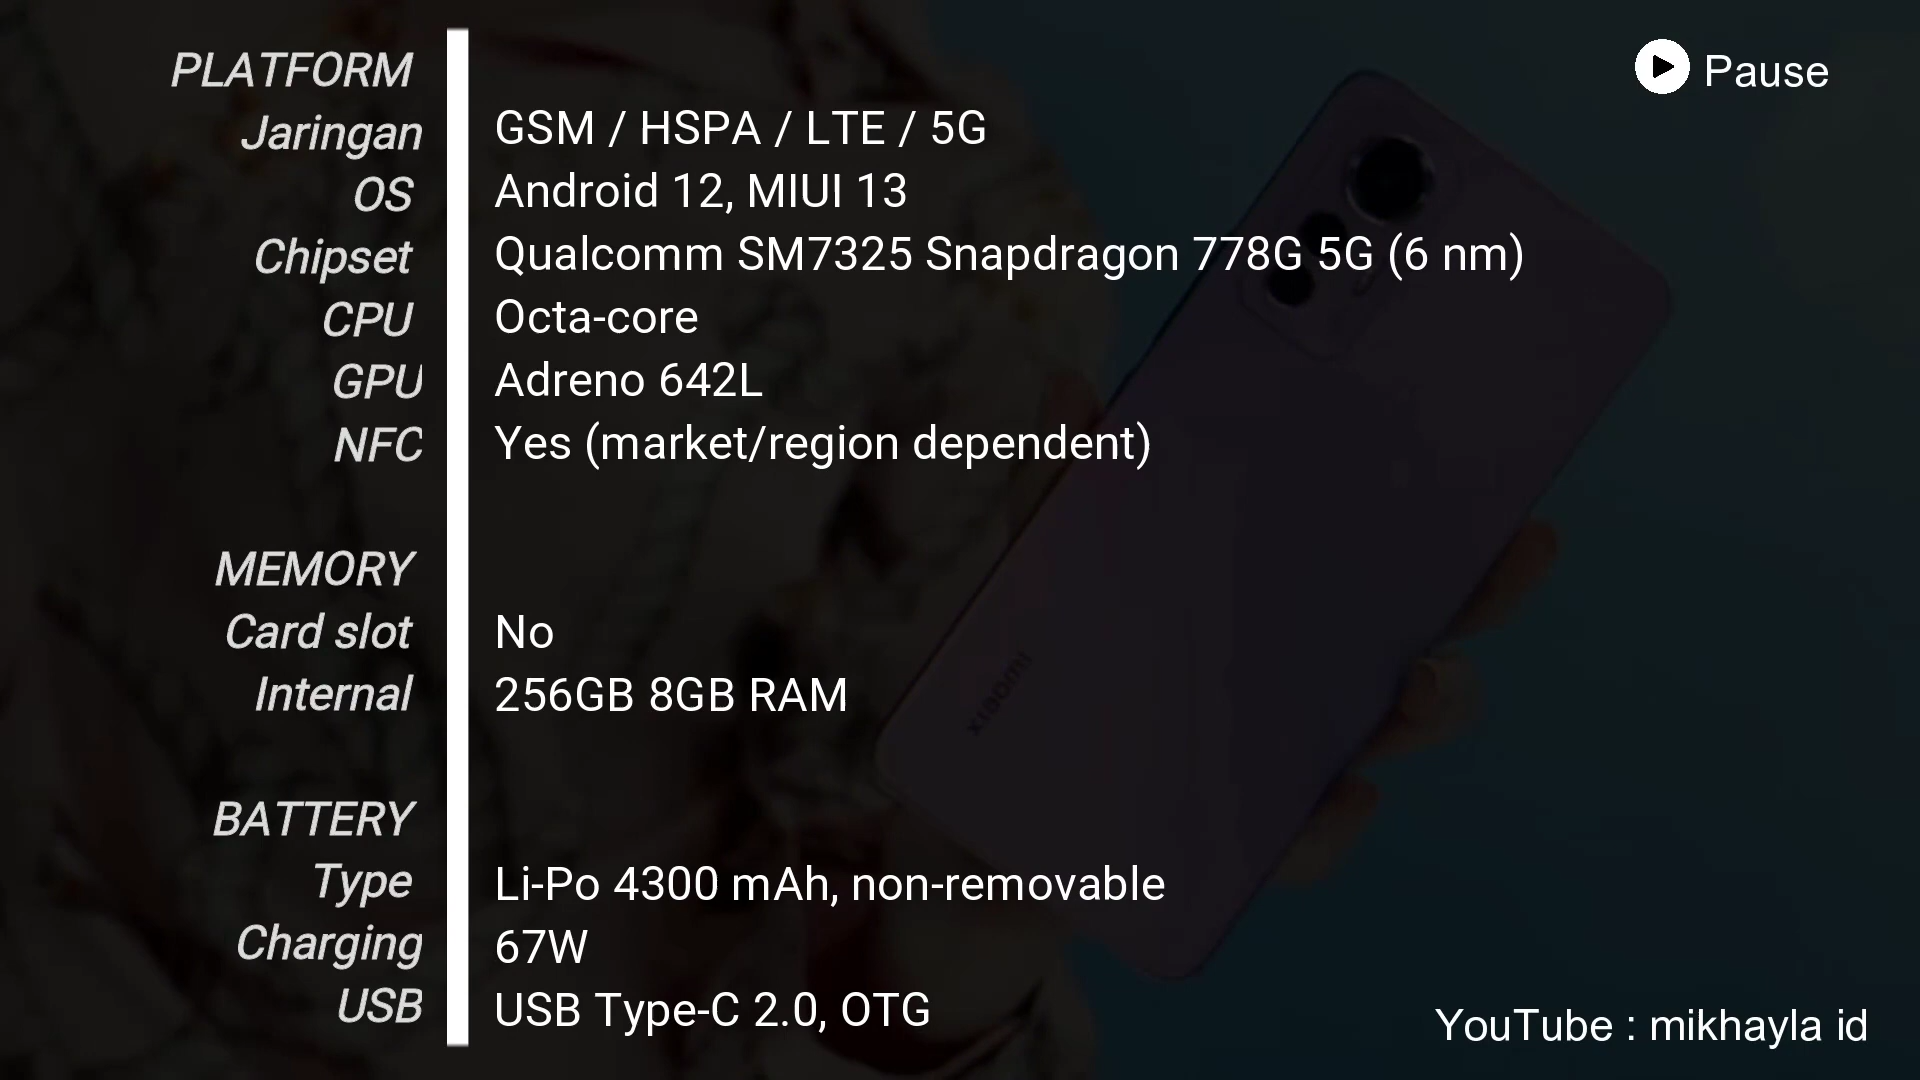 PLATFORM
Jaringan GSM / HSPA / LTE / 5G
OS Android 12, MIUI 13
Chipset Qualcomm SM7325 Snapdragon 778G 5G (6 nm)
CPU Octa-core
GPU Adreno 642L
NFC Yes (market/region dependent)
MEMORY
Card slot No
Internal 256GB 8GB RAM
BATTERY
Type Li-Po 4300 mAh, non-removable
Charging 67W
USB USB Type-C 2.0, OTG
Pause
xiaomi
YouTube : mikhayla id